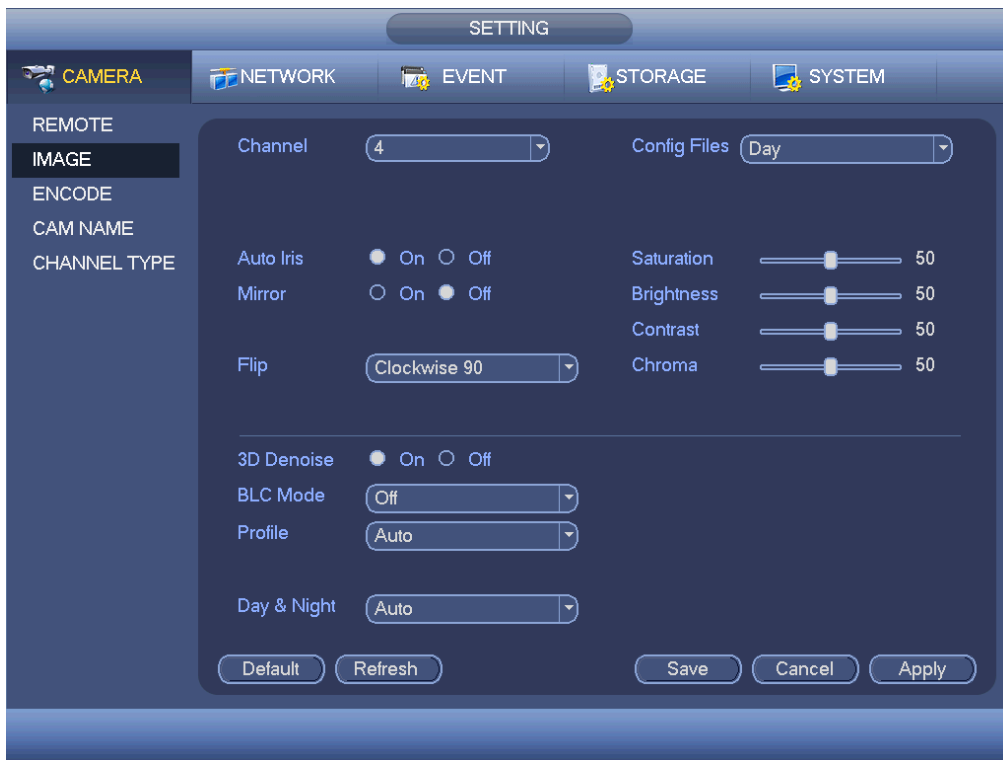 SETTING
CAMERA NETWORK EVENT STORAGE SYSTEM
REMOTE
IMAGE
ENCODE
CAM NAME
CHANNEL TYPE
Channel 4 Config Files Day
Auto Iris On Off Saturation 50
Mirror On Off Brightness 50
Contrast 50
Flip Clockwise 90 Chroma 50
3D Denoise On Off
BLC Mode Off
Profile Auto
Day & Night Auto
Default Refresh Save Cancel Apply